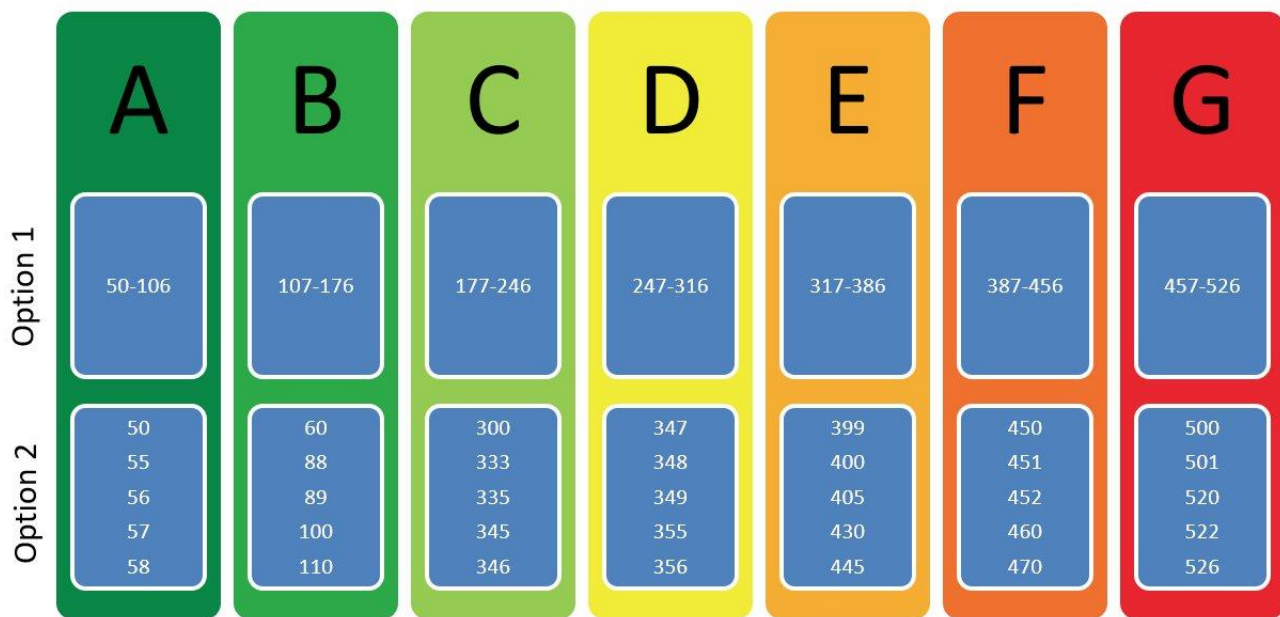 A B C D E F G
Option 1
50-106 107-176 177-246 247-316 317-386 387-456 457-526
Option 2
50 60 300 347 399 450 500
55 88 333 348 400 451 501
56 89 335 349 405 452 520
57 100 345 355 430 460 522
58 110 346 356 445 470 526